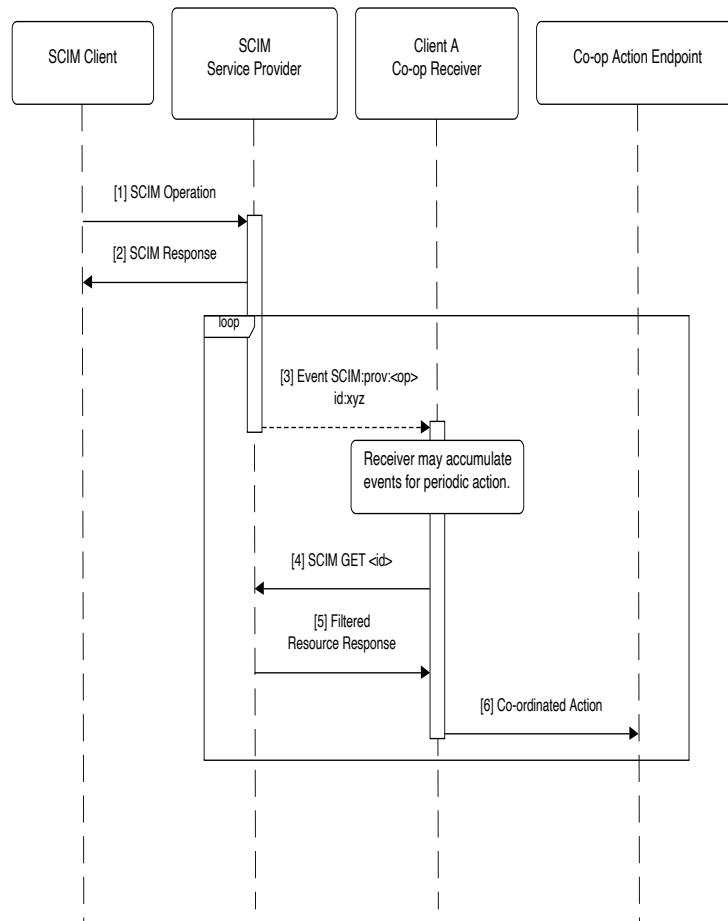 SCIM Client
SCIM
Service Provider
Client A
Co-op Receiver
Co-op Action Endpoint
[1] SCIM Operation
[2] SCIM Response
loop
[3] Event SCIM:prov:<op>
id:xyz
Receiver may accumulate
events for periodic action.
[4] SCIM GET <id>
[5] Filtered
Resource Response
[6] Co-ordinated Action